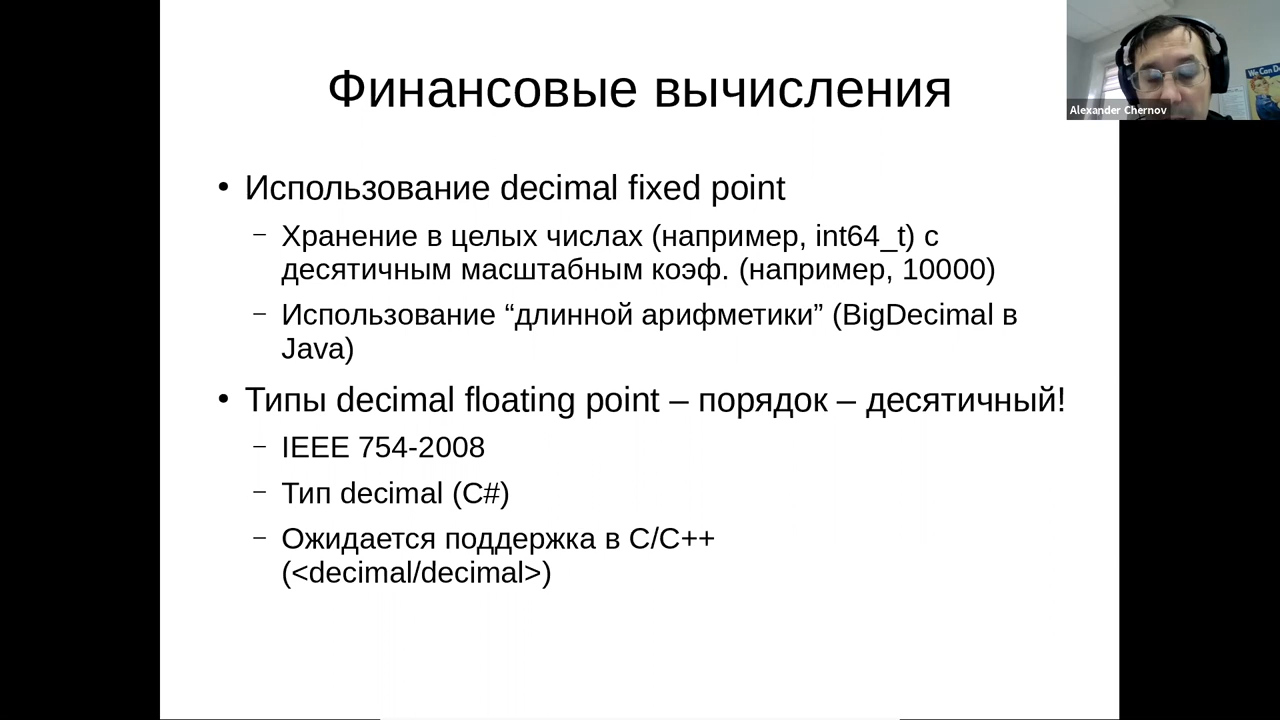 Финансовые вычисления
We Can D
Alexander Chernov
• Использование decimal fixed point
– Хранение в целых числах (например, int64_t) с
десятичным масштабным коэф. (например, 10000)
– Использование “длинной арифметики” (BigDecimal в
Java)
• Типы decimal floating point – порядок – десятичный!
– IEEE 754-2008
– Тип decimal (C#)
– Ожидается поддержка в C/C++
(<decimal/decimal>)